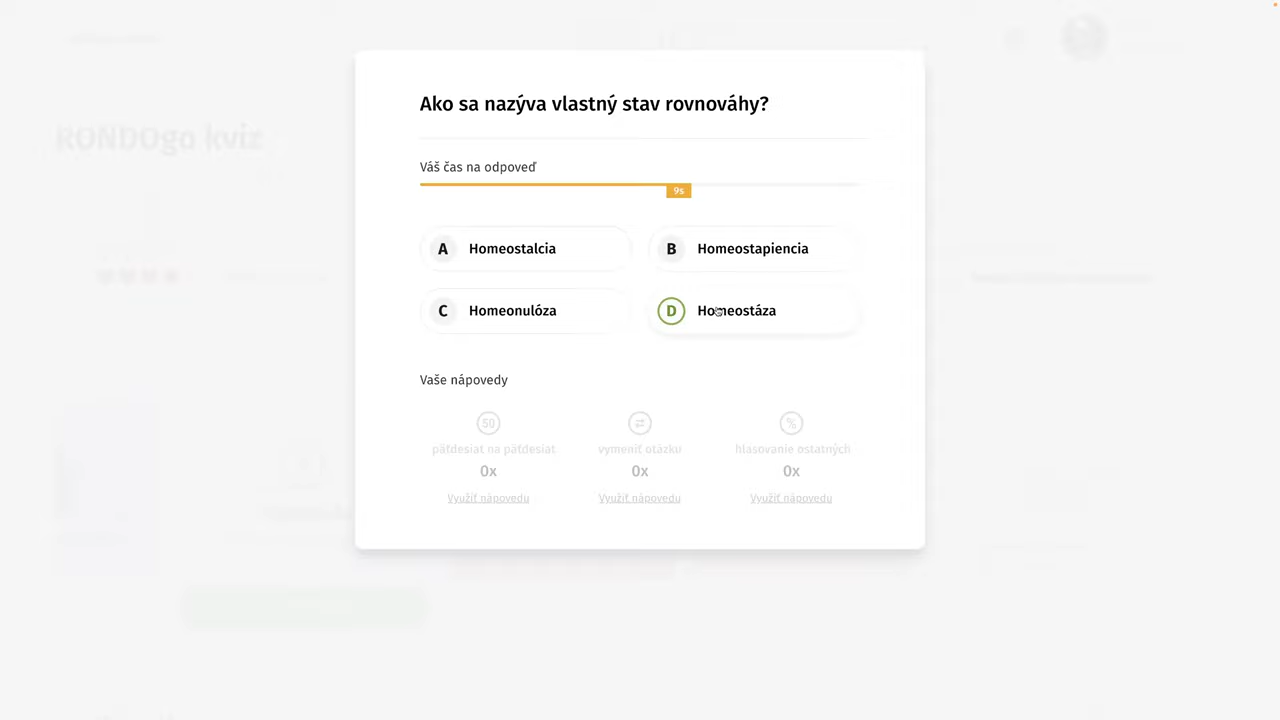 Ako sa nazýva vlastný stav rovnováhy?
RONDOgo kvíz
Váš čas na odpoveď
9s
A Homeostalcia
B Homeostapiencia
C Homeonulóza
D Homeostáza
Vaše nápovedy
50
%
päťdesiat na päťdesiat
vymeniť otázku
hlasovanie ostatných
0x
0x
0x
Využiť nápovedu
Využiť nápovedu
Využiť nápovedu